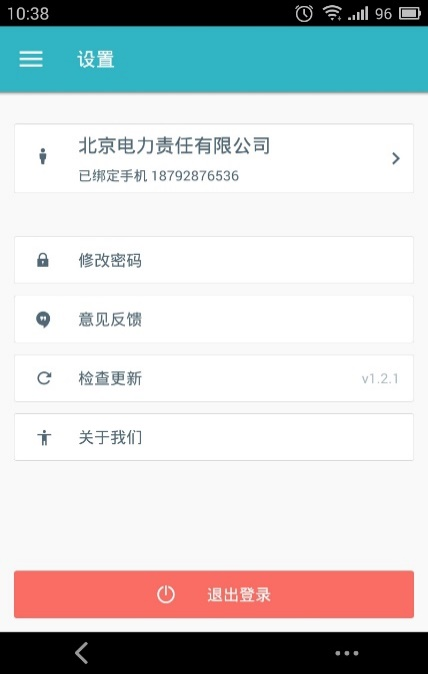 10:38
96
设置
北京电力责任有限公司
已绑定手机 18792876536
修改密码
意见反馈
检查更新
v1.2.1
关于我们
退出登录